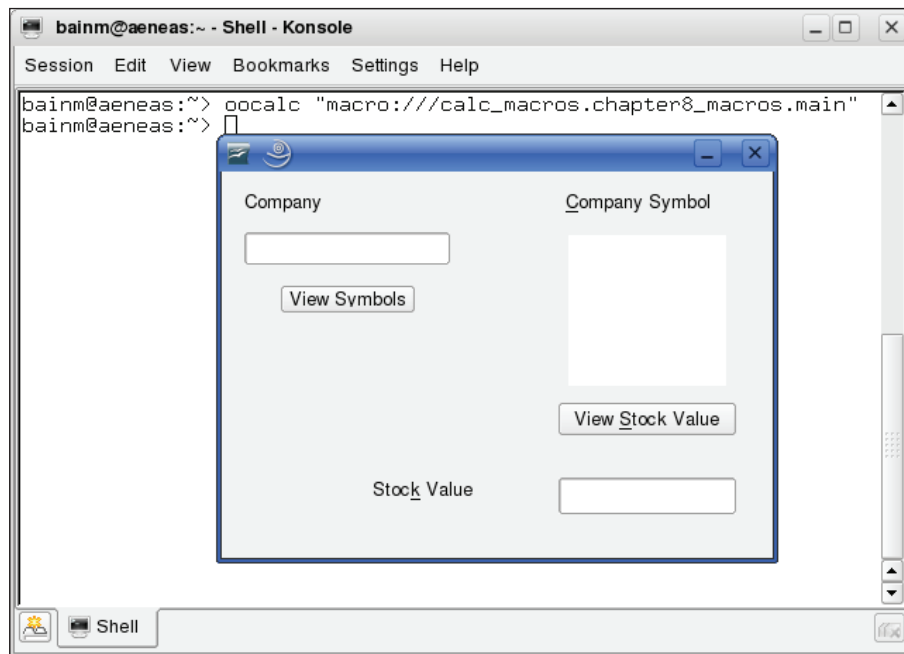 bainm@aeneas:~ - Shell - Konsole
Session Edit View Bookmarks Settings Help
bainm@aeneas:~> oocalc "macro:///calc_macros.chapter8_macros.main"
bainm@aeneas:~>
Company
Company Symbol
View Symbols
View Stock Value
Stock Value
Shell